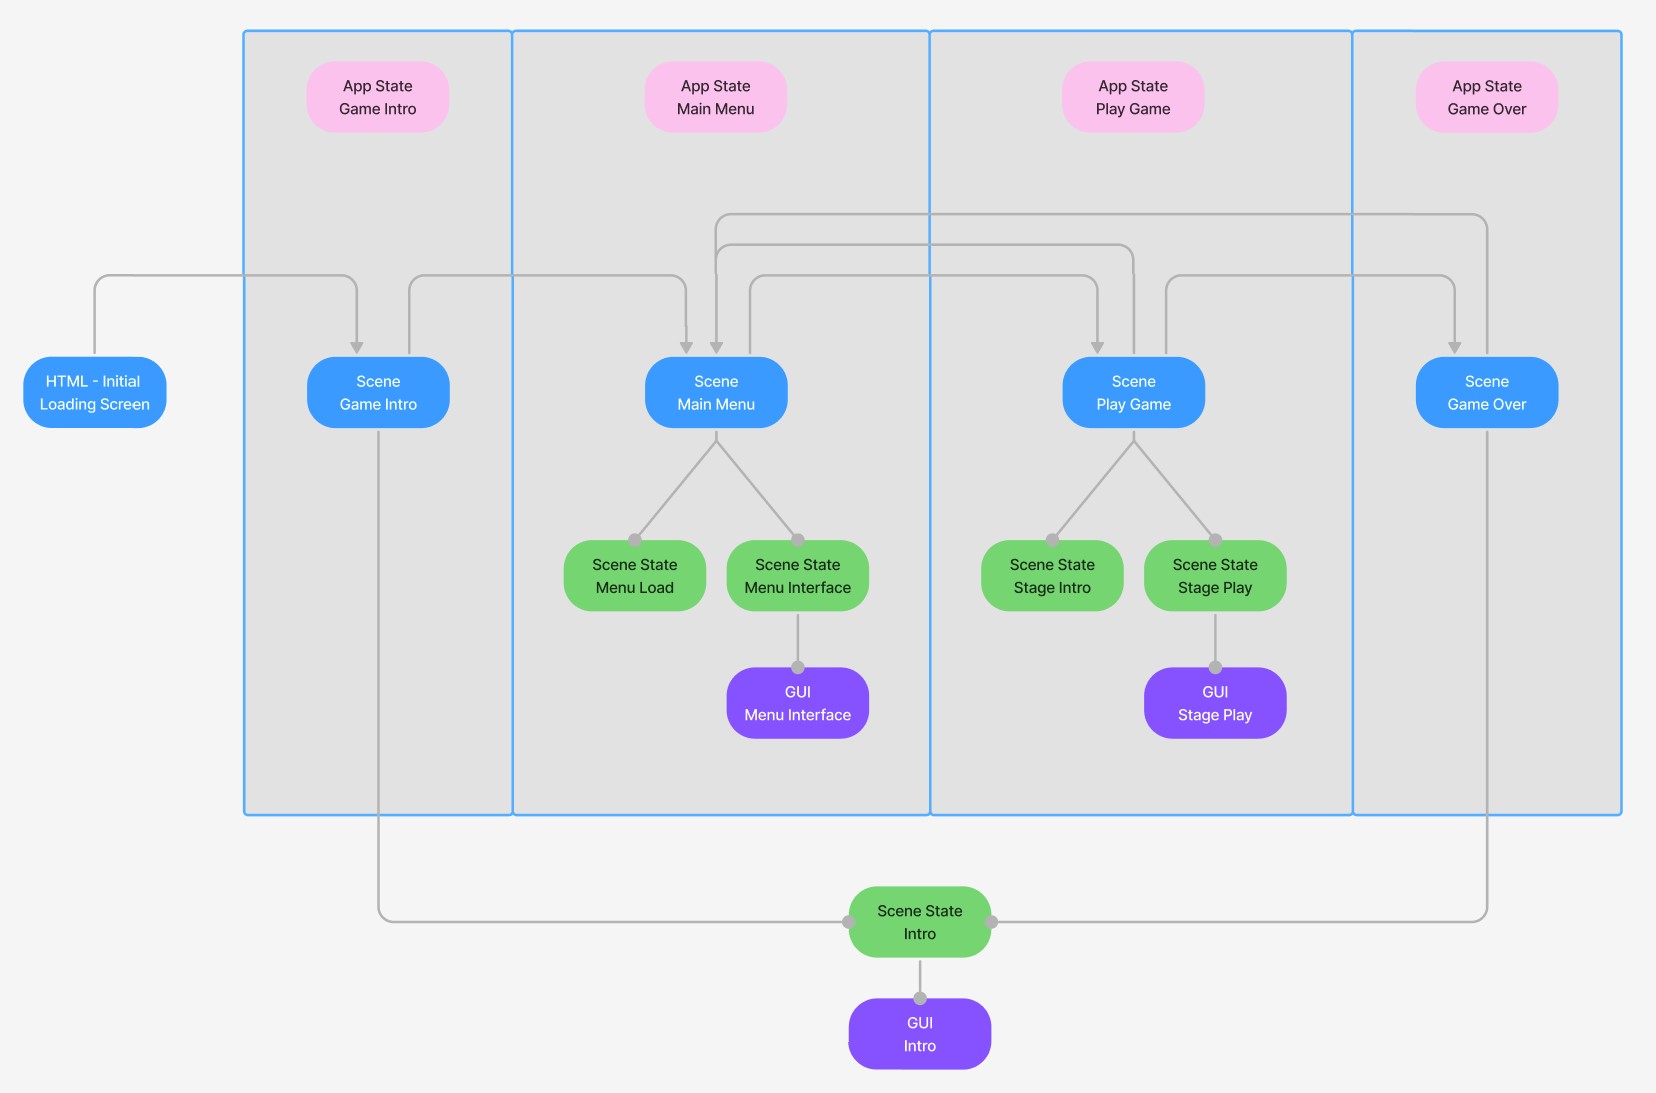 App State
Game Intro
App State
Main Menu
App State
Play Game
App State
Game Over
HTML - Initial
Loading Screen
Scene
Game Intro
Scene
Main Menu
Scene
Play Game
Scene
Game Over
Scene State
Menu Load
Scene State
Menu Interface
Scene State
Stage Intro
Scene State
Stage Play
GUI
Menu Interface
GUI
Stage Play
Scene State
Intro
GUI
Intro